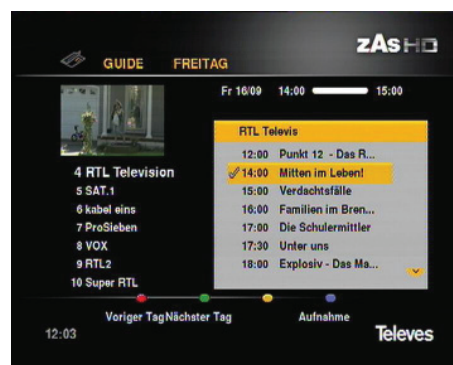 zAs HD
GUIDE FREITAG
Fr 16/09 14:00 15:00
RTL Televis
12:00 Punkt 12 - Das R...
14:00 Mitten im Leben!
15:00 Verdachtsfälle
16:00 Familien im Bren...
17:00 Die Schulermittler
17:30 Unter uns
18:00 Explosiv - Das Ma...
4 RTL Television
5 SAT.1
6 kabel eins
7 ProSieben
8 VOX
9 RTL2
10 Super RTL
Voriger Tag Nächster Tag Aufnahme
12:03 Televes